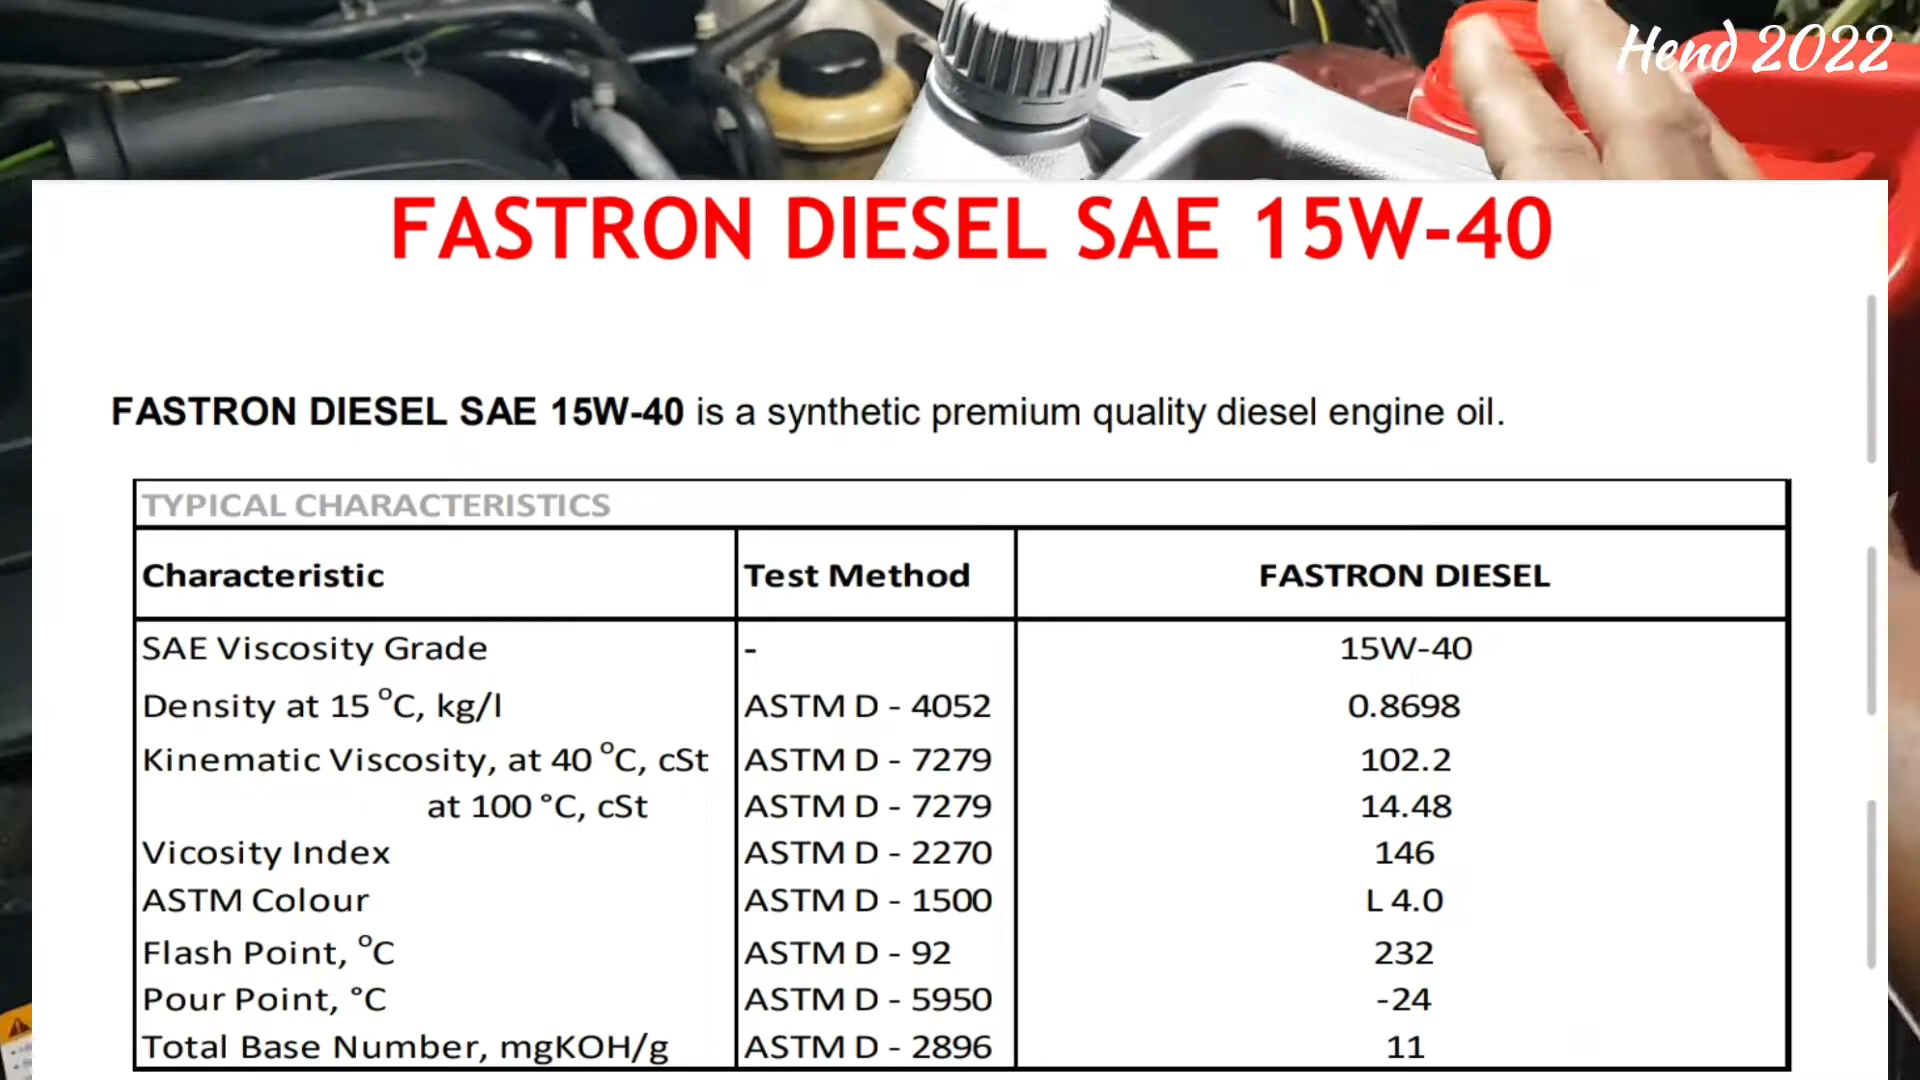 Hend 2022
FASTRON DIESEL SAE 15W-40
FASTRON DIESEL SAE 15W-40 is a synthetic premium quality diesel engine oil.
TYPICAL CHARACTERISTICS
Characteristic Test Method FASTRON DIESEL
SAE Viscosity Grade - 15W-40
Density at 15 °C, kg/l ASTM D - 4052 0.8698
Kinematic Viscosity, at 40 °C, cSt ASTM D - 7279 102.2
at 100 °C, cSt ASTM D - 7279 14.48
Vicosity Index ASTM D - 2270 146
ASTM Colour ASTM D - 1500 L 4.0
Flash Point, °C ASTM D - 92 232
Pour Point, °C ASTM D - 5950 -24
Total Base Number, mgKOH/g ASTM D - 2896 11